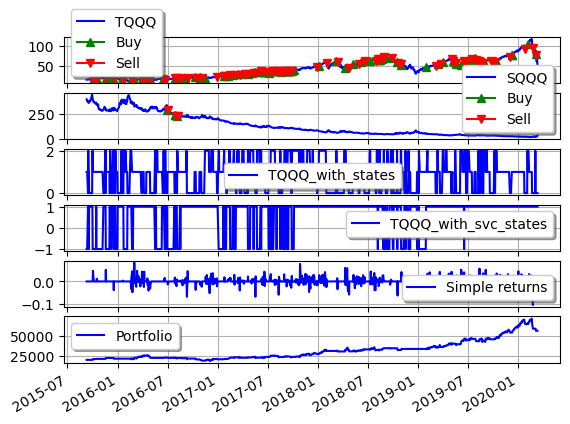 TQQQ
Buy
Sell
100
50
SQQQ
Buy
Sell
250
0
2
0
TQQQ_with_states
1
−1
TQQQ_with_svc_states
0.0
−0.1
Simple returns
50000
25000
Portfolio
2015-07
2016-01
2016-07
2017-01
2017-07
2018-01
2018-07
2019-01
2019-07
2020-01